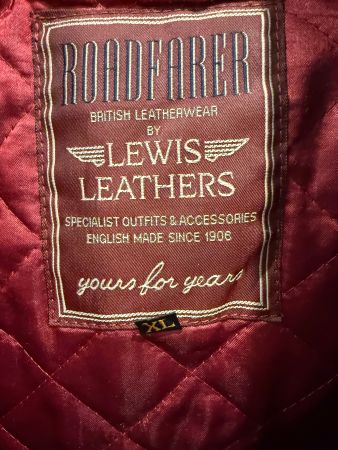 ROADFARER
BRITISH LEATHERWEAR
BY
LEWIS
LEATHERS
SPECIALIST OUTFITS & ACCESSORIES
ENGLISH MADE SINCE 1906
yours for years
XL